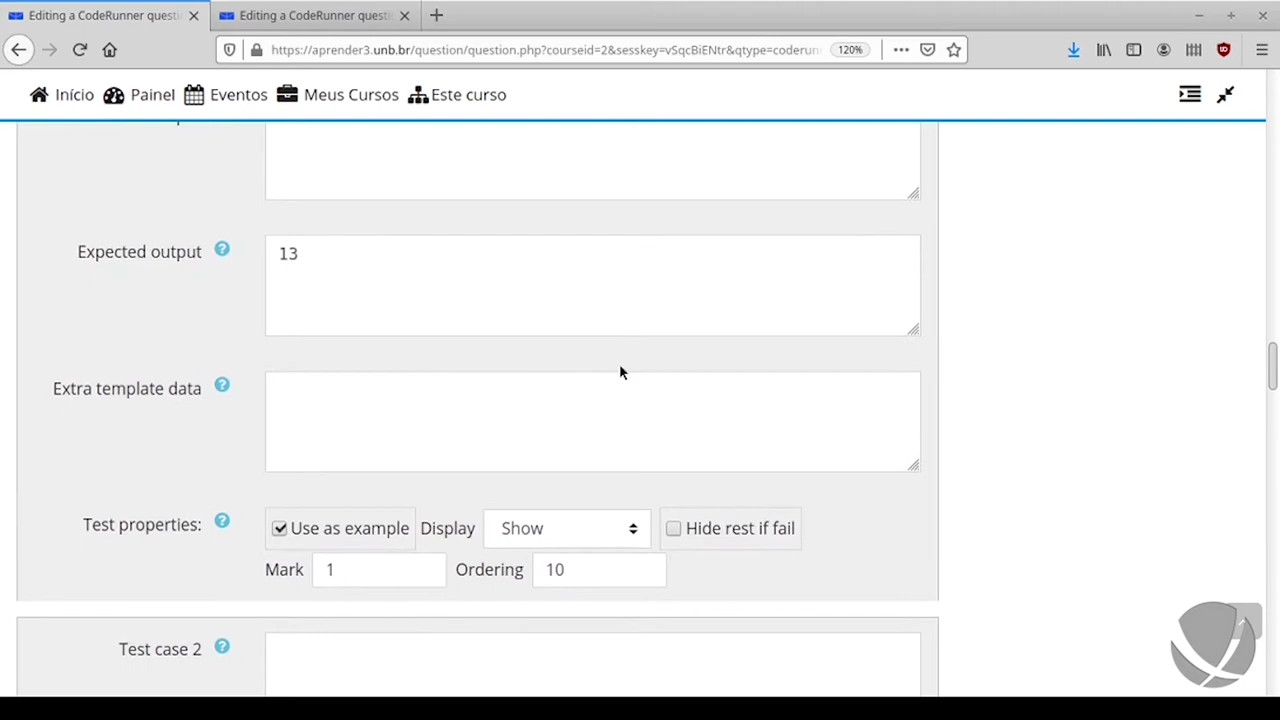 Editing a CodeRunner questi
Editing a CodeRunner questi
https://aprender3.unb.br/question/question.php?courseid=2&sesskey=vSqcBiENtr&qtype=coderun
120%
Início
Painel
Eventos
Meus Cursos
Este curso
Expected output
13
Extra template data
Test properties:
Use as example
Display
Show
Hide rest if fail
Mark
1
Ordering
10
Test case 2